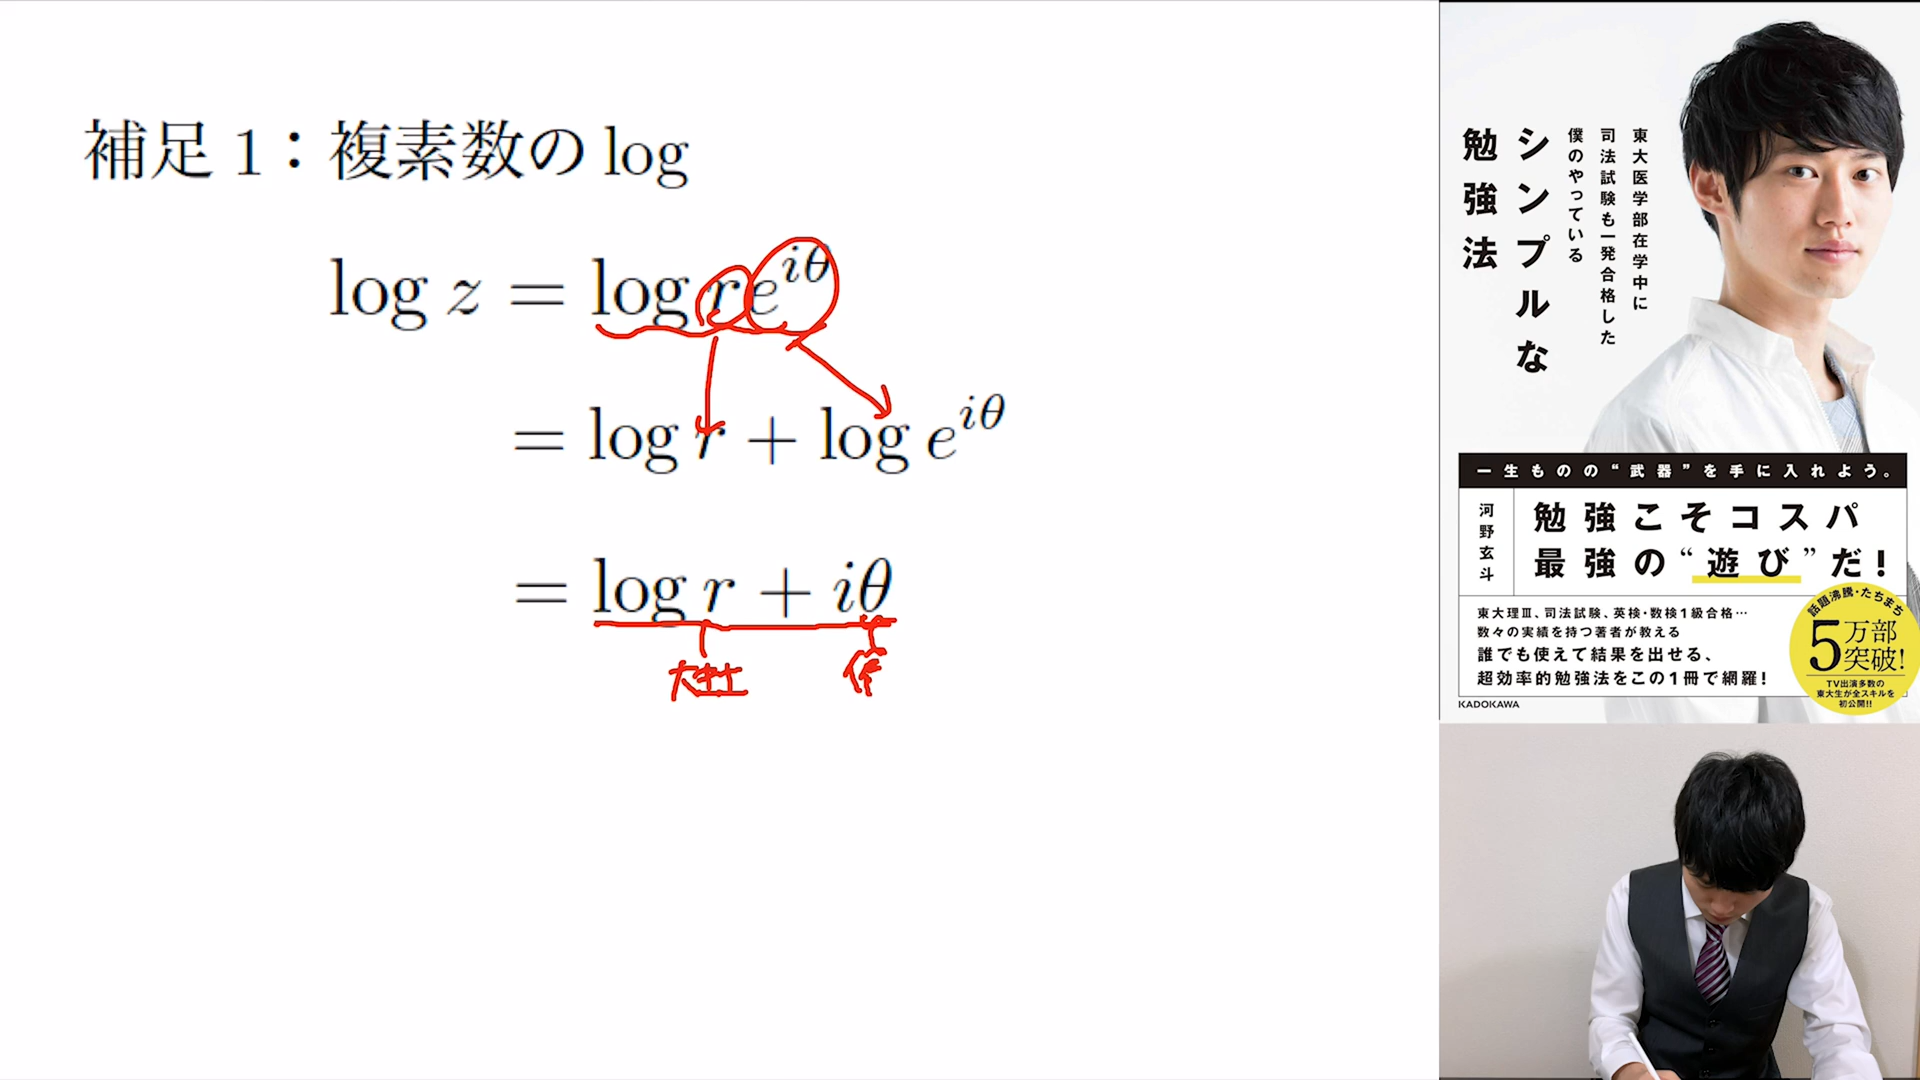 補足1：複素数のlog
log z = log re^{iθ}
= log r + log e^{iθ}
= log r + iθ
東大医学部在学中に
司法試験も一発合格した
僕のやっている
シンプルな
勉強法
一生ものの“武器”を手に入れよう。
河野玄斗
勉強こそコスパ
最強の“遊び”だ!
東大理Ⅲ、司法試験、英検・数検1級合格…
数々の実績を持つ著者が教える
誰でも使えて結果を出せる、
超効率的勉強法をこの1冊で網羅!
話題沸騰・たちまち
5万部
突破!
TV出演多数の
東大生が全スキルを
初公開!!
KADOKAWA